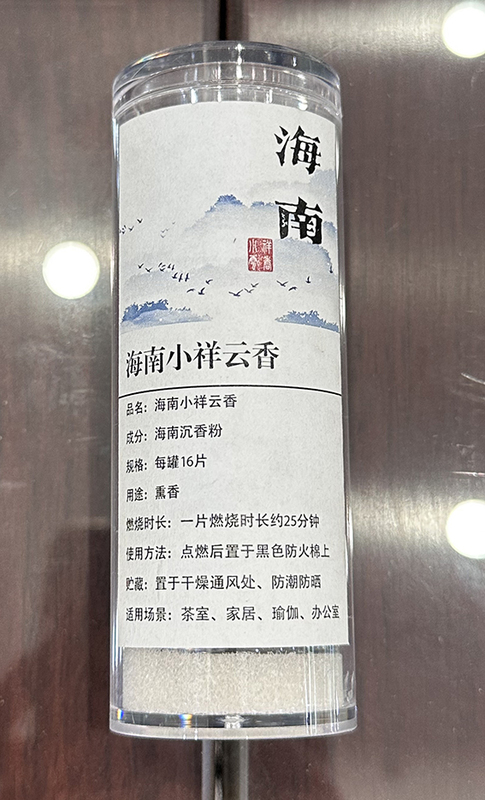 海
南
海南小祥云香
品名：海南小祥云香
成分：海南沉香粉
规格：每罐16片
用途：熏香
燃烧时长：一片燃烧时长约25分钟
使用方法：点燃后置于黑色防火棉上
贮藏：置于干燥通风处、防潮防晒
适用场景：茶室、家居、瑜伽、办公室